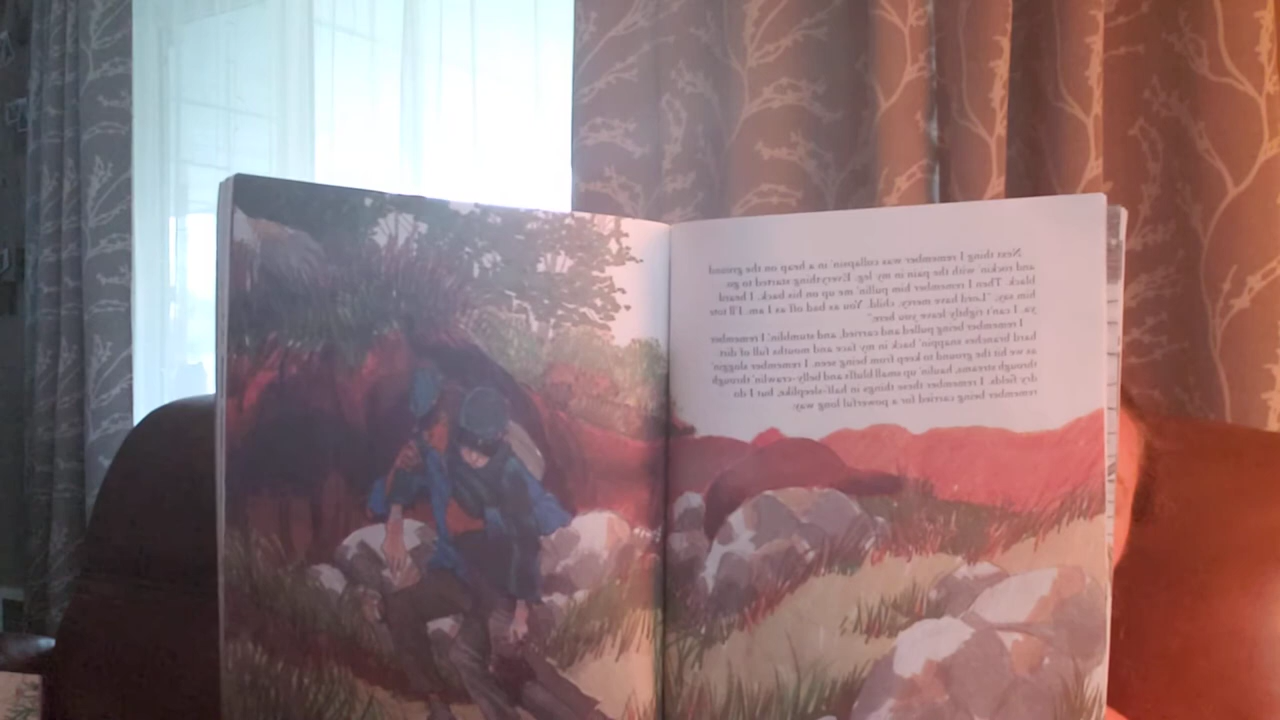 Next thing I remember was collapsin' in a heap on the ground
and rockin' with the pain in my leg. Everything started to go
black. Then I remember him pullin' me up on his back. I heard
him say, "Lord have mercy, child. You as bad off as I am. I'll tote
ya. I can't rightly leave you here."
I remember being pulled and carried, and stumblin'. I remember
hard branches snappin' back in my face and mouths full of dirt,
as we hit the ground to keep from being seen. I remember sloggin'
through streams, haulin' up small bluffs and belly-crawlin' through
dry fields. I remember these things in half-sleeplike, but I do
remember being carried for a powerful long way.